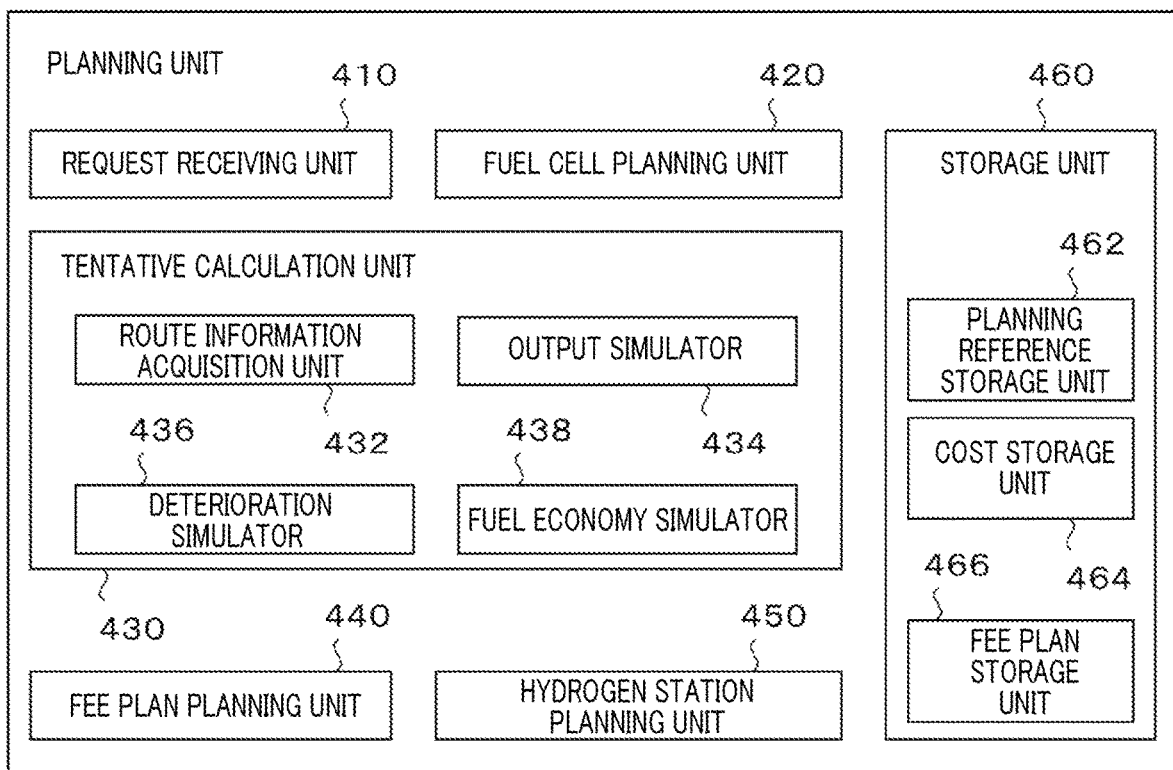 PLANNING UNIT
410
420
460
REQUEST RECEIVING UNIT
FUEL CELL PLANNING UNIT
STORAGE UNIT
TENTATIVE CALCULATION UNIT
462
ROUTE INFORMATION
ACQUISITION UNIT
OUTPUT SIMULATOR
PLANNING
REFERENCE
STORAGE UNIT
436
432
438
434
COST STORAGE
UNIT
DETERIORATION
SIMULATOR
FUEL ECONOMY SIMULATOR
466
464
430
440
450
FEE PLAN PLANNING UNIT
HYDROGEN STATION
PLANNING UNIT
FEE PLAN
STORAGE
UNIT